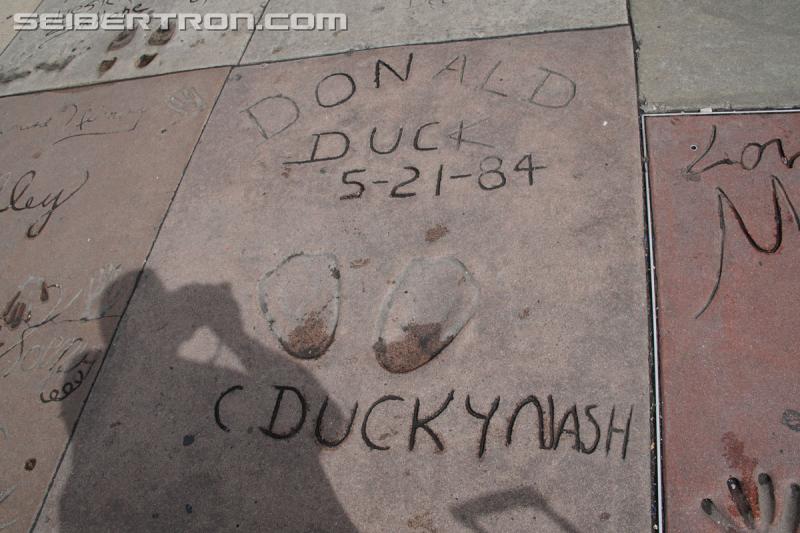 SEIBERTRON.COM
DONALD
DUCK
5-21-84
(DUCKY NASH